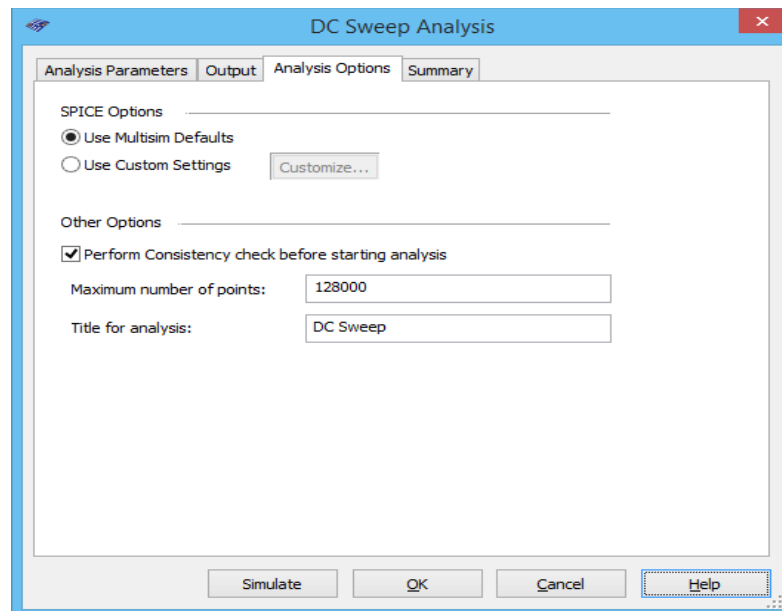 DC Sweep Analysis
Analysis Parameters Output Analysis Options Summary
SPICE Options
Use Multisim Defaults
Use Custom Settings Customize...
Other Options
Perform Consistency check before starting analysis
Maximum number of points: 128000
Title for analysis: DC Sweep
Simulate OK Cancel Help